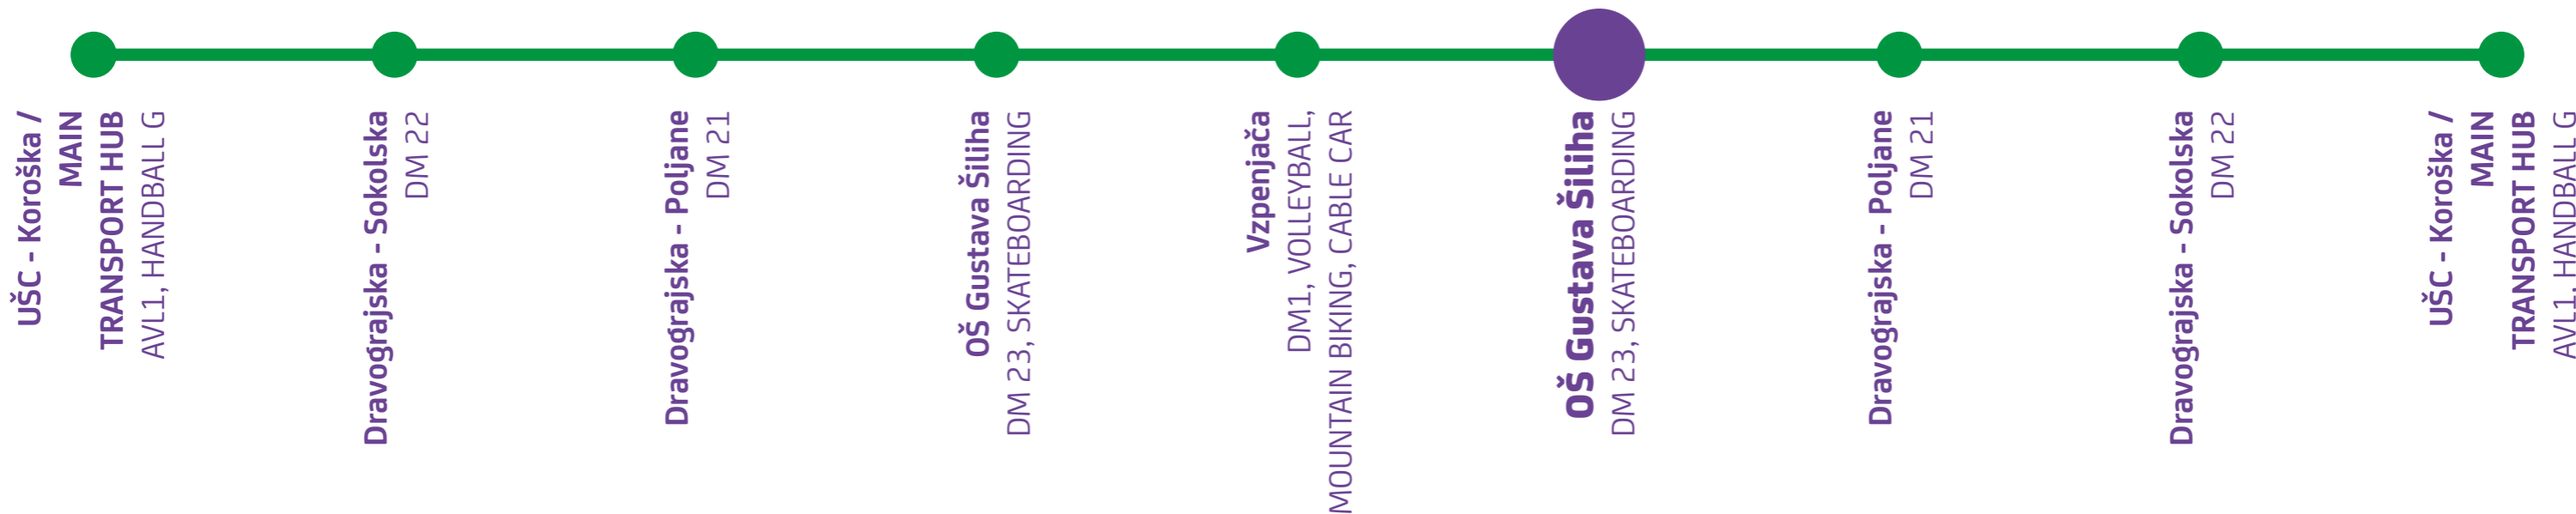 UŠC - Koroška /
MAIN
TRANSPORT HUB
AVL1, HANDBALL G
Dravograjska - Sokolska
DM 22
Dravograjska - Poljane
DM 21
OŠ Gustava Šiliha
DM 23, SKATEBOARDING
Vzpenjača
DM1, VOLLEYBALL,
MOUNTAIN BIKING, CABLE CAR
OŠ Gustava Šiliha
DM 23, SKATEBOARDING
Dravograjska - Poljane
DM 21
Dravograjska - Sokolska
DM 22
UŠC - Koroška /
MAIN
TRANSPORT HUB
AVL1, HANDBALL G